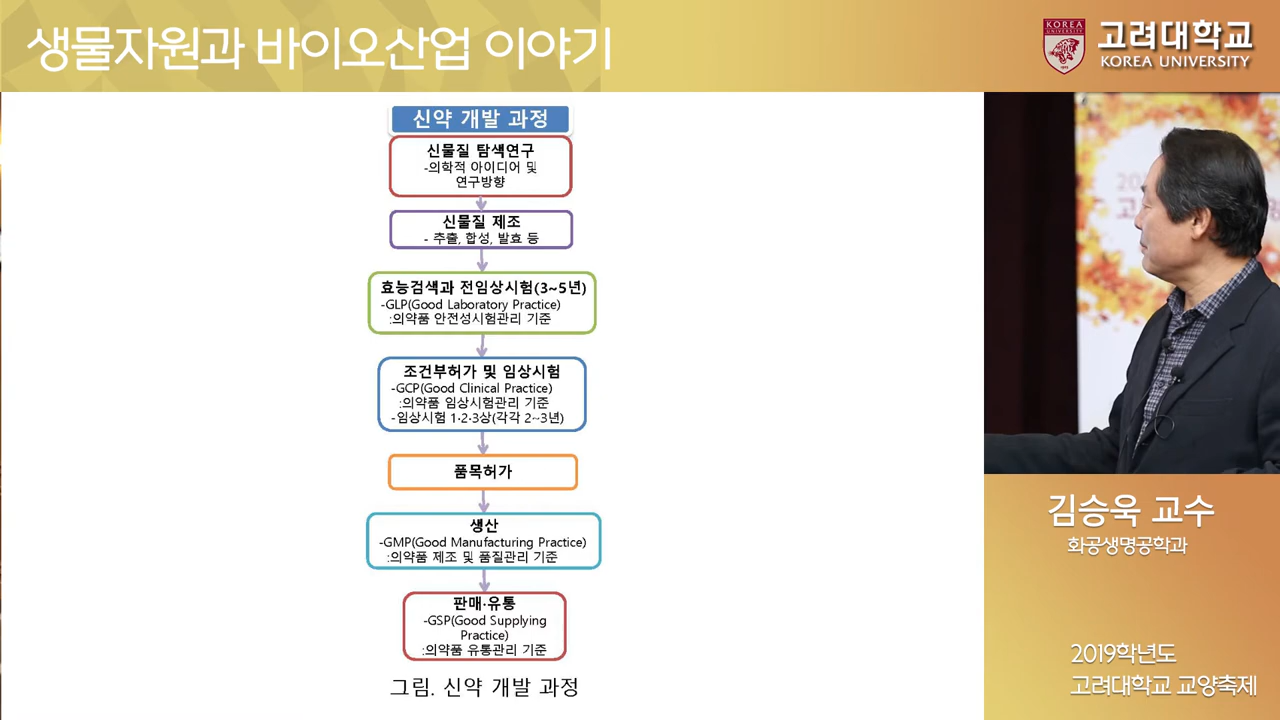 생물자원과 바이오산업 이야기
KOREA
UNIVERSITY
고려대학교
KOREA UNIVERSITY
신약 개발 과정
신물질 탐색연구
-의학적 아이디어 및
연구방향
신물질 제조
- 추출, 합성, 발효 등
효능검색과 전임상시험(3~5년)
-GLP(Good Laboratory Practice)
:의약품 안전성시험관리 기준
조건부허가 및 임상시험
-GCP(Good Clinical Practice)
:의약품 임상시험관리 기준
-임상시험 1·2·3상(각각 2~3년)
품목허가
생산
-GMP(Good Manufacturing Practice)
:의약품 제조 및 품질관리 기준
판매·유통
-GSP(Good Supplying
Practice)
:의약품 유통관리 기준
그림. 신약 개발 과정
김승욱 교수
화공생명공학과
2019학년도
고려대학교 교양축제